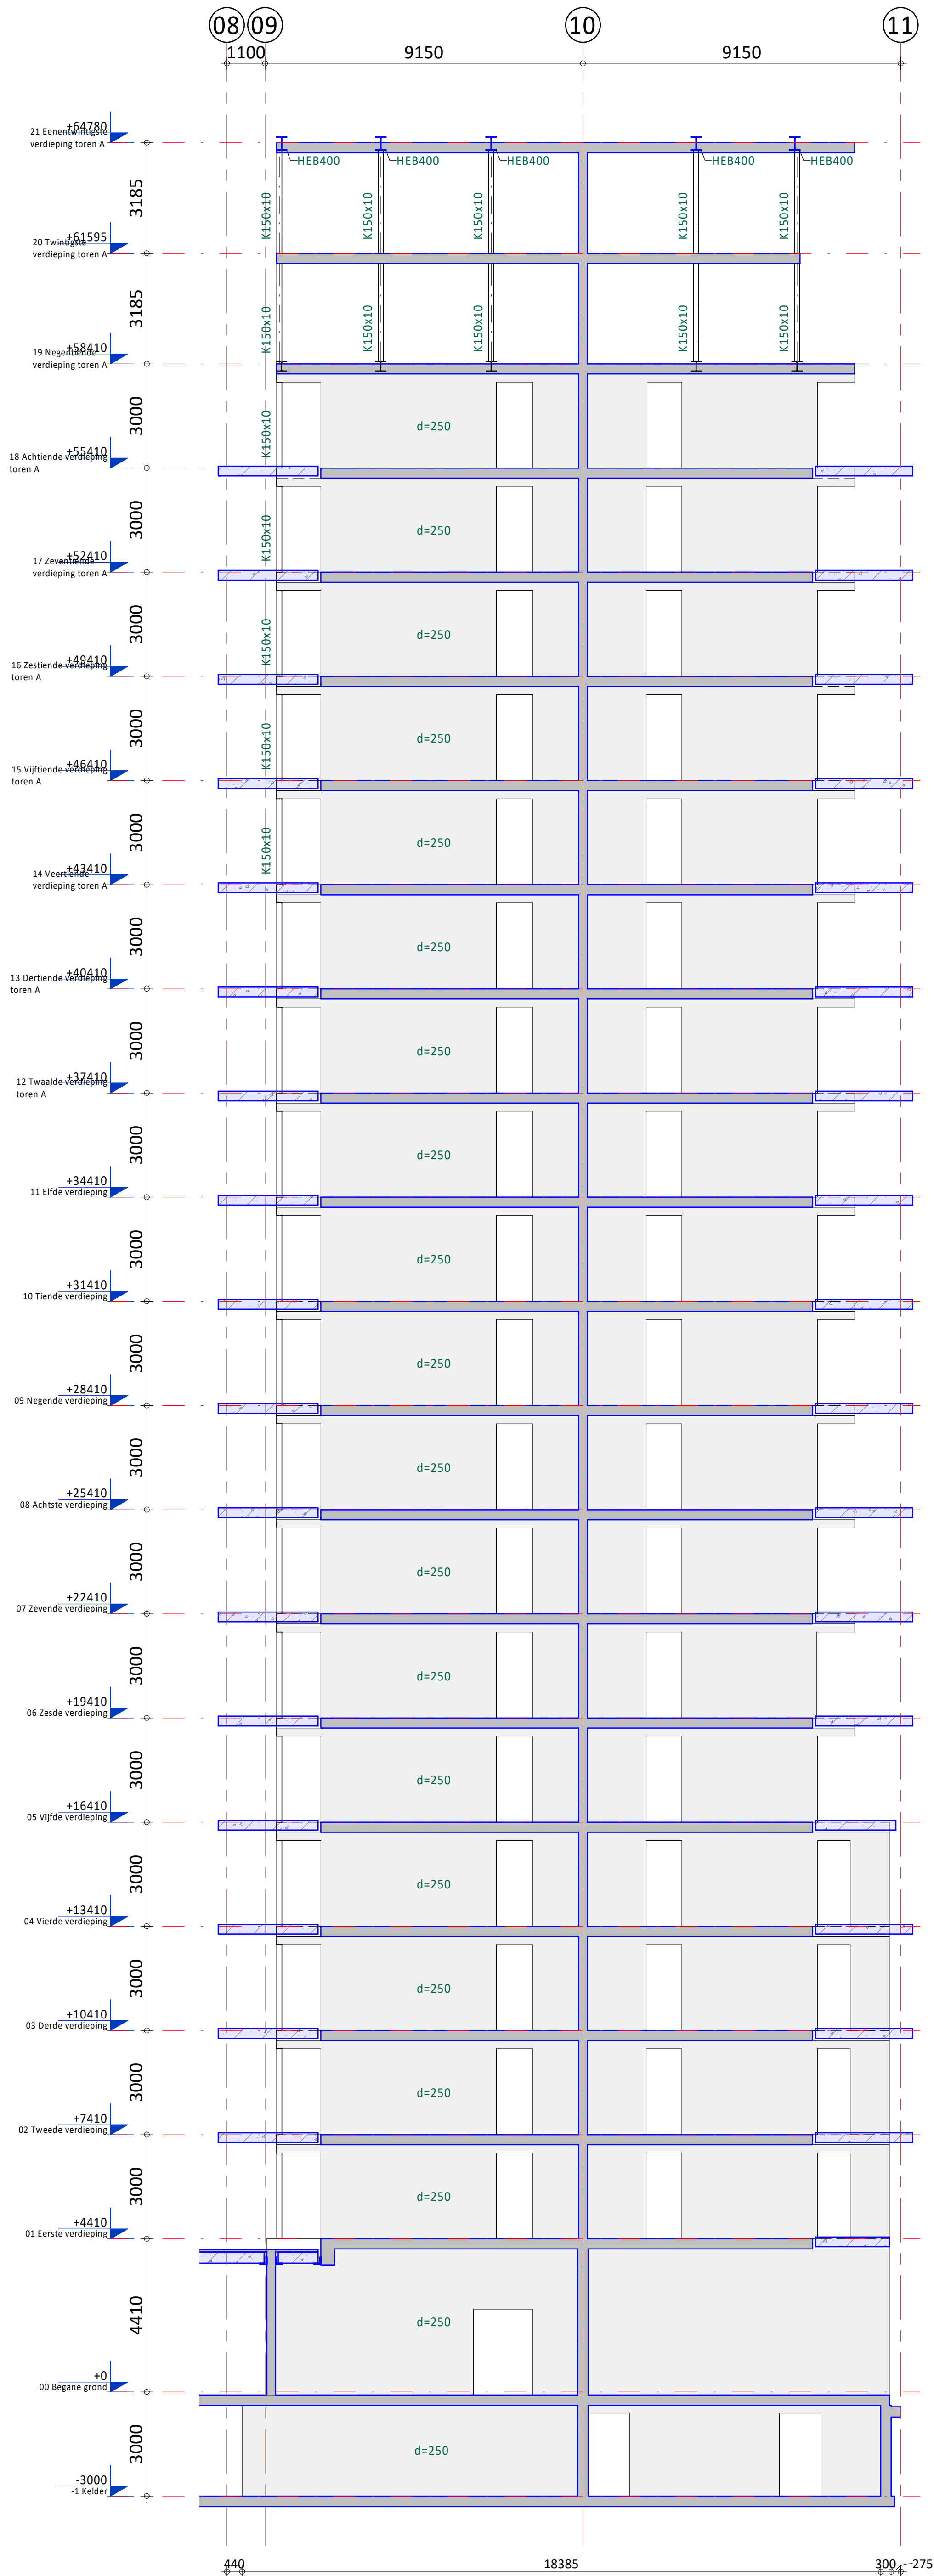 08 09 10 11
1100 9150 9150
+64780
21 Eenentwintigste
verdieping toren A
HEB400 HEB400 HEB400 HEB400 HEB400
3185
K150x10 K150x10 K150x10 K150x10 K150x10
+61595
20 Twintigste
verdieping toren A
3185
K150x10 K150x10 K150x10 K150x10 K150x10
+58410
19 Negentiende
verdieping toren A
3000 K150x10 d=250
+55410
18 Achtiende verdieping
toren A
3000 K150x10 d=250
+52410
17 Zeventiende
verdieping toren A
3000 K150x10 d=250
+49410
16 Zestiende verdieping
toren A
3000 K150x10 d=250
+46410
15 Vijftiende verdieping
toren A
3000 K150x10 d=250
+43410
14 Veertiende
verdieping toren A
3000 d=250
+40410
13 Dertiende verdieping
toren A
3000 d=250
+37410
12 Twaalde verdieping
toren A
3000 d=250
+34410
11 Elfde verdieping
3000 d=250
+31410
10 Tiende verdieping
3000 d=250
+28410
09 Negende verdieping
3000 d=250
+25410
08 Achtste verdieping
3000 d=250
+22410
07 Zevende verdieping
3000 d=250
+19410
06 Zesde verdieping
3000 d=250
+16410
05 Vijfde verdieping
3000 d=250
+13410
04 Vierde verdieping
3000 d=250
+10410
03 Derde verdieping
3000 d=250
+7410
02 Tweede verdieping
3000 d=250
+4410
01 Eerste verdieping
4410 d=250
+0
00 Begane grond
3000 d=250
-3000
-1 Kelder
440 18385 300 275